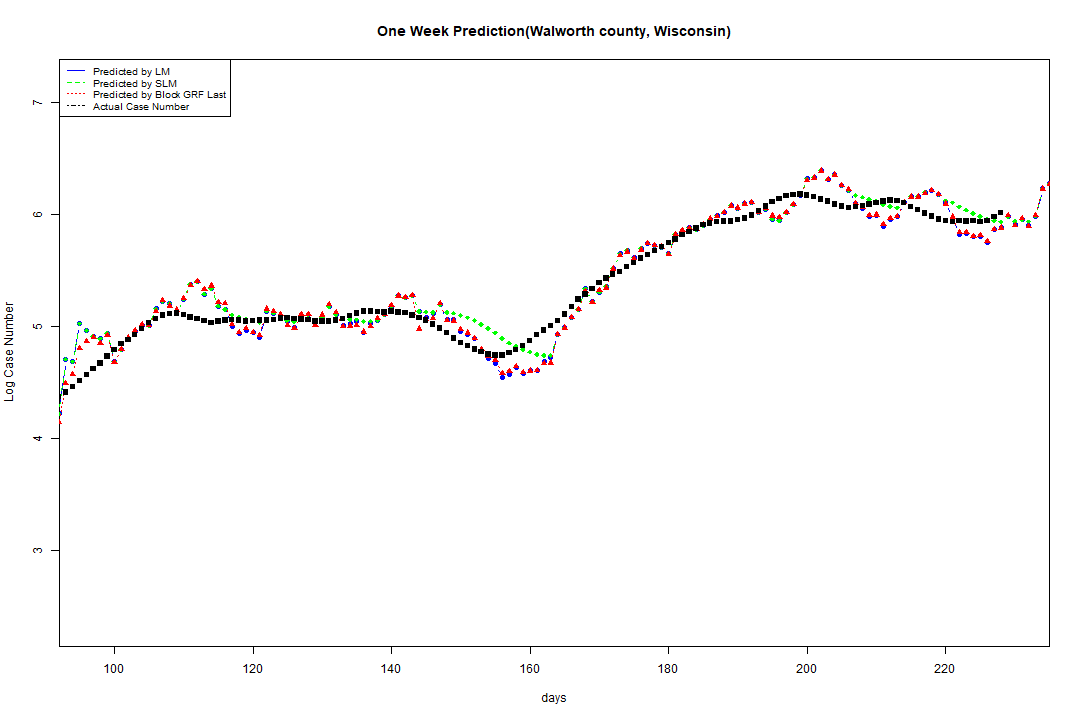 One Week Prediction(Walworth county, Wisconsin)
Predicted by LM
Predicted by SLM
Predicted by Block GRF Last
Actual Case Number
7
6
5
4
3
Log Case Number
100 120 140 160 180 200 220
days